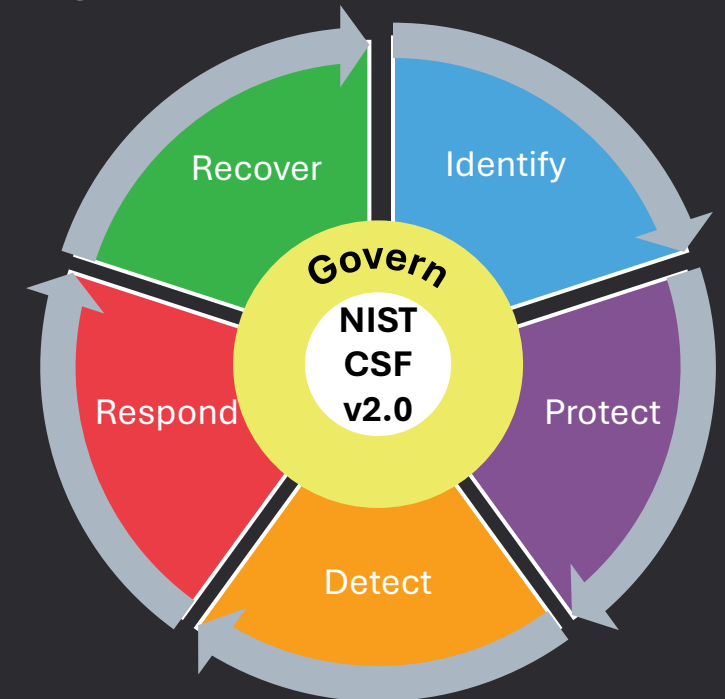 Recover
Identify
Govern
NIST
CSF
v2.0
Respond
Protect
Detect